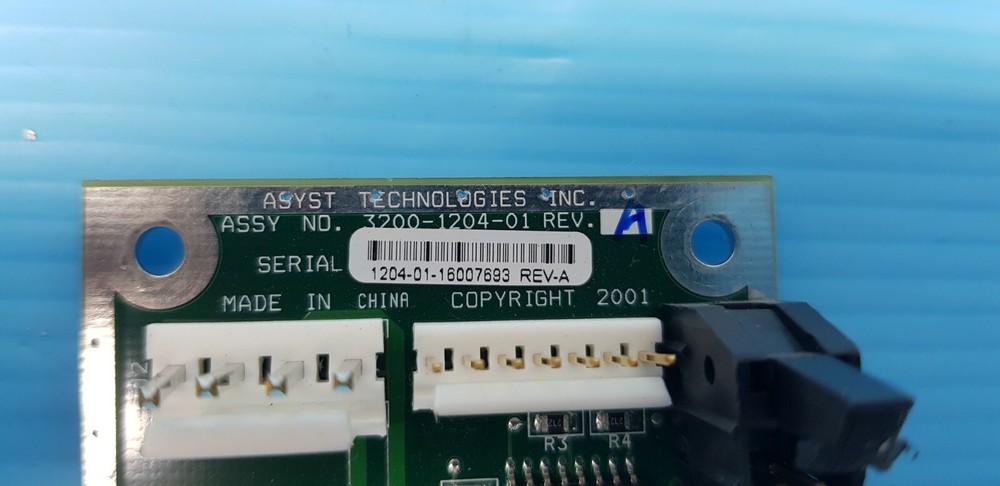 ASYST TECHNOLOGIES INC.
ASSY NO. 3200-1204-01 REV. A
SERIAL
1204-01-16007693 REV-A
MADE IN CHINA COPYRIGHT 2001
R3 R4